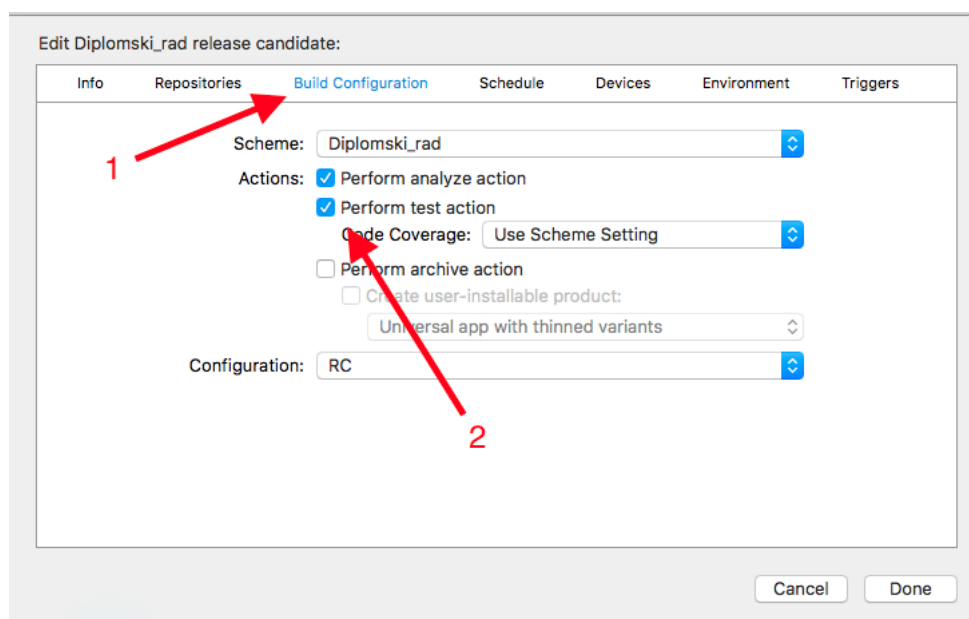 Edit Diplomski_rad release candidate:
Info Repositories Build Configuration Schedule Devices Environment Triggers
1
Scheme: Diplomski_rad
Actions: Perform analyze action
Perform test action
Code Coverage: Use Scheme Setting
Perform archive action
Create user-installable product:
Universal app with thinned variants
Configuration: RC
2
Cancel Done